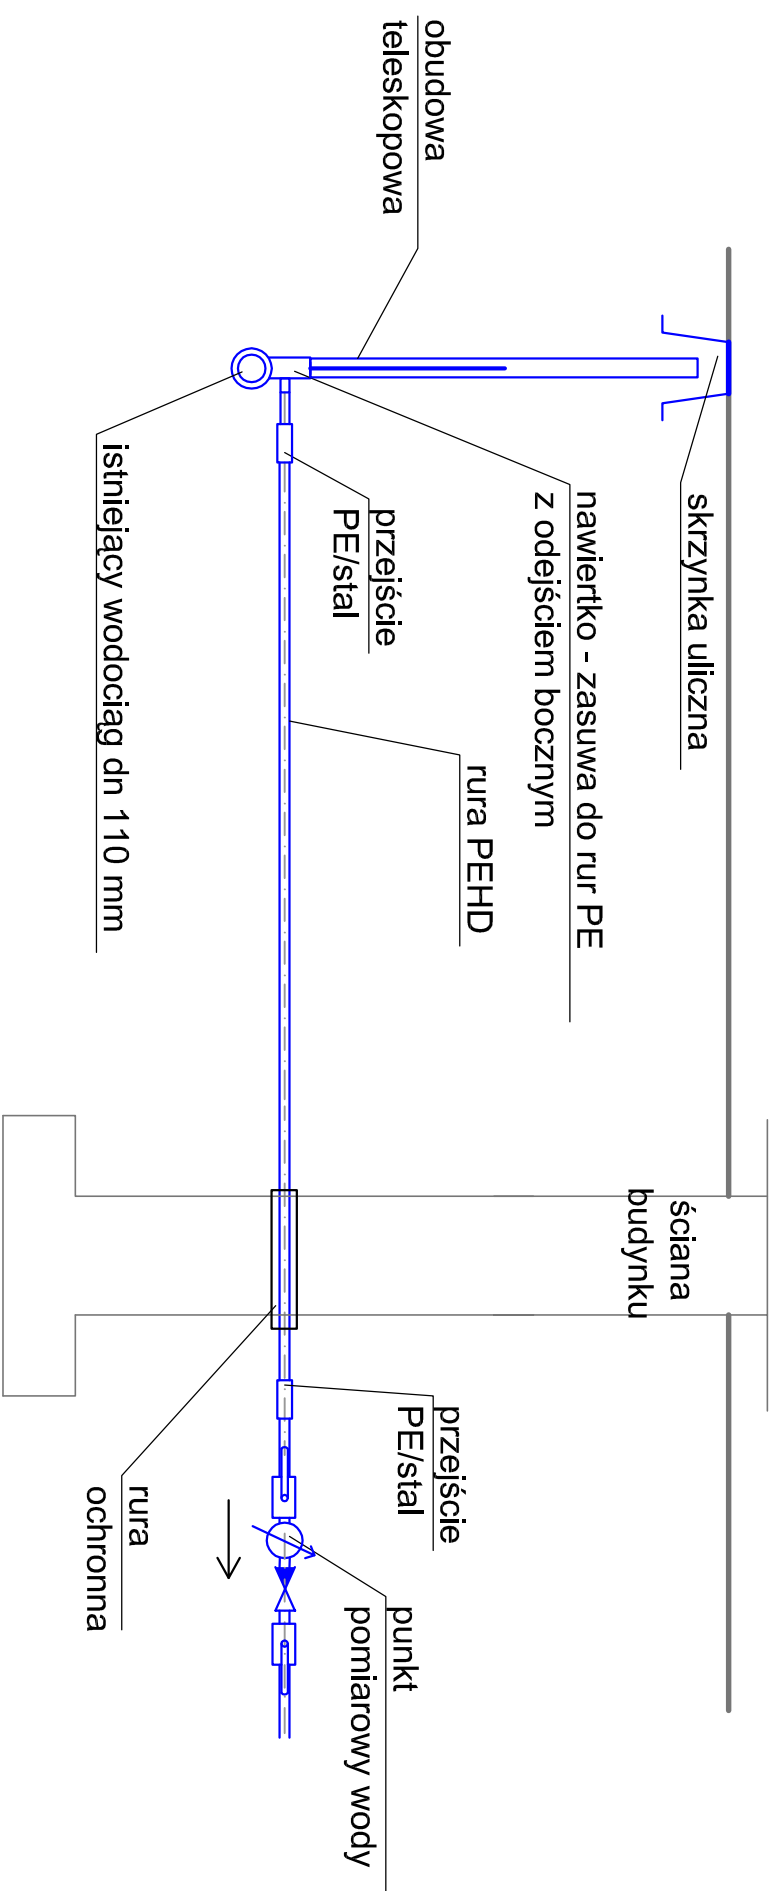 obudowa
teleskopowa
skrzynka uliczna
nawiertko - zasuwa do rur PE
z odejściem bocznym
przejście
PE/stal
istniejący wodociąg dn 110 mm
rura PEHD
ściana
budynku
przejście
PE/stal
rura
ochronna
punkt
pomiarowy wody